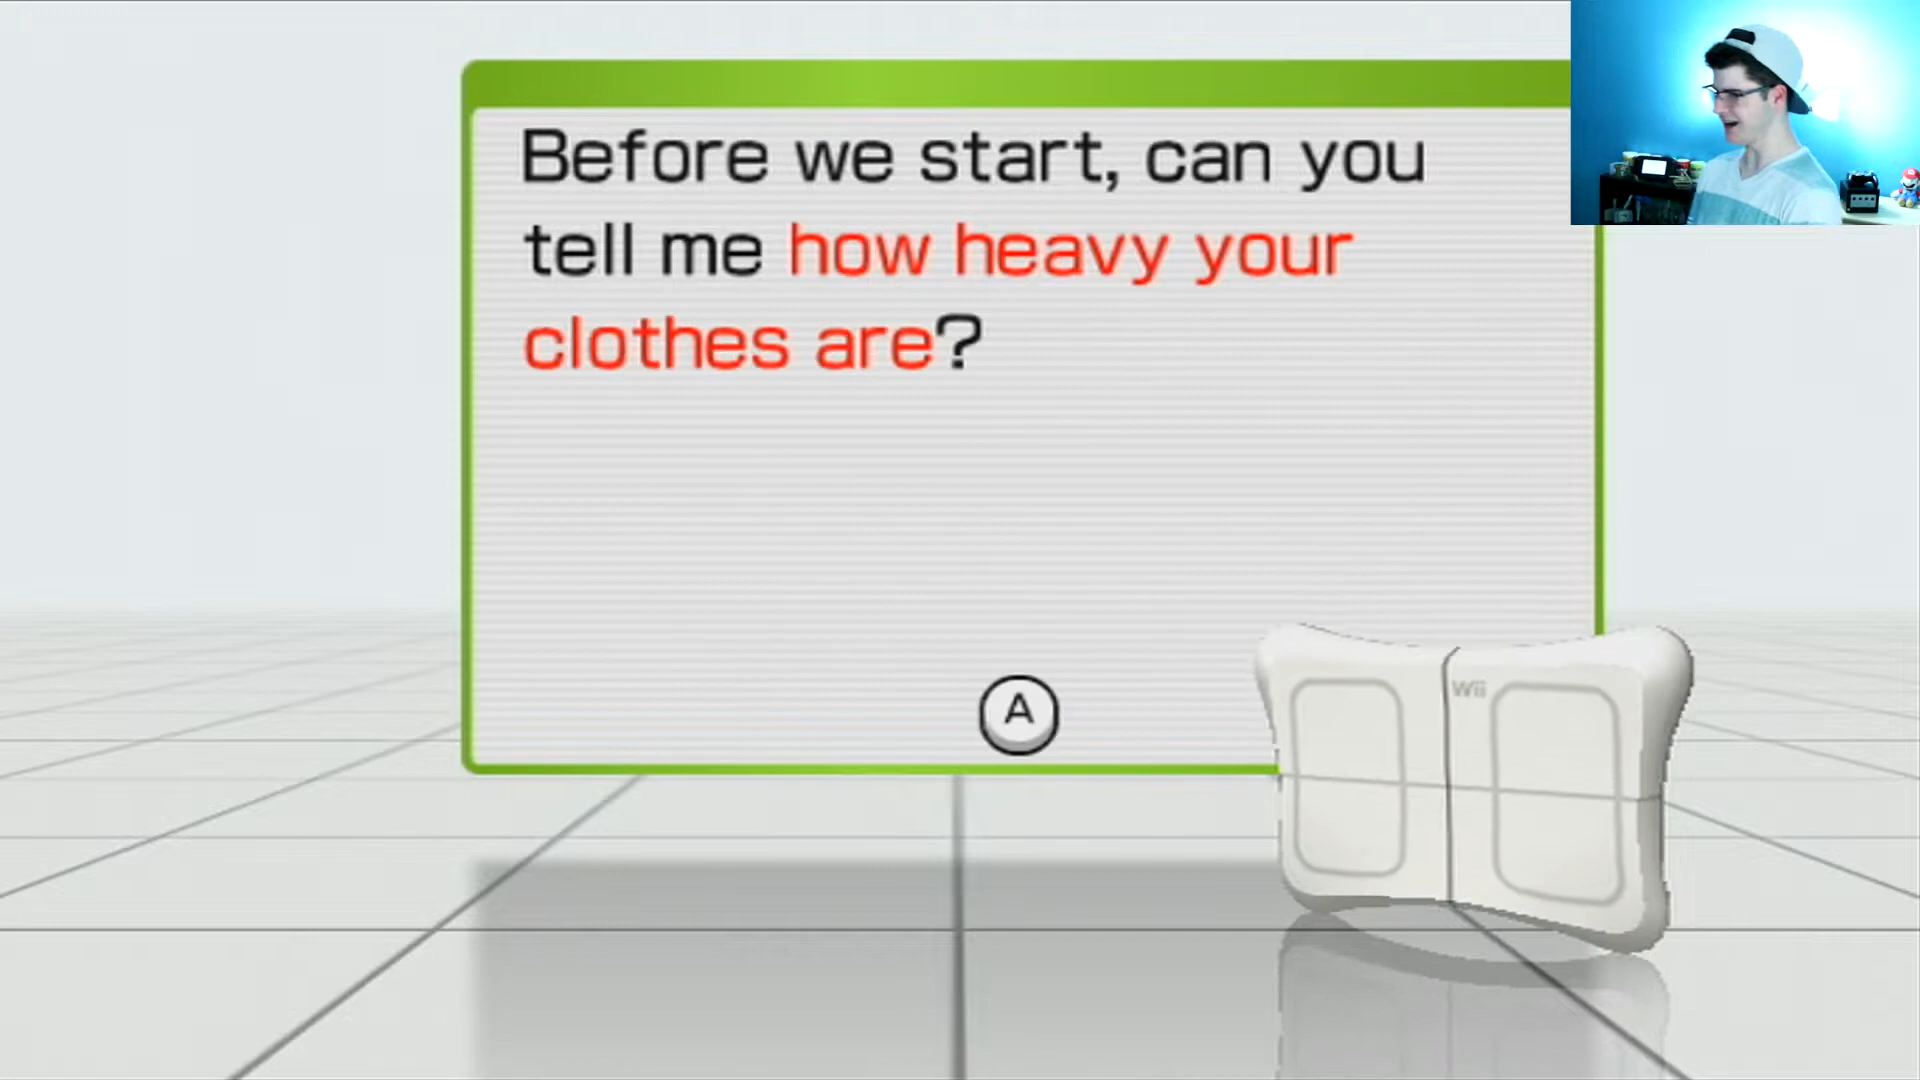 Before we start, can you
tell me how heavy your
clothes are?
A
Wii